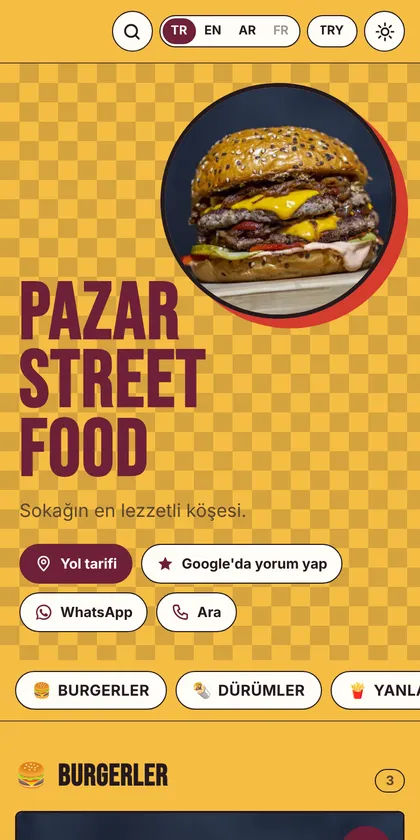 TR EN AR FR TRY
PAZAR
STREET
FOOD
Sokağın en lezzetli köşesi.
Yol tarifi Google'da yorum yap
WhatsApp Ara
BURGERLER DÜRÜMLER YANLA
BURGERLER 3